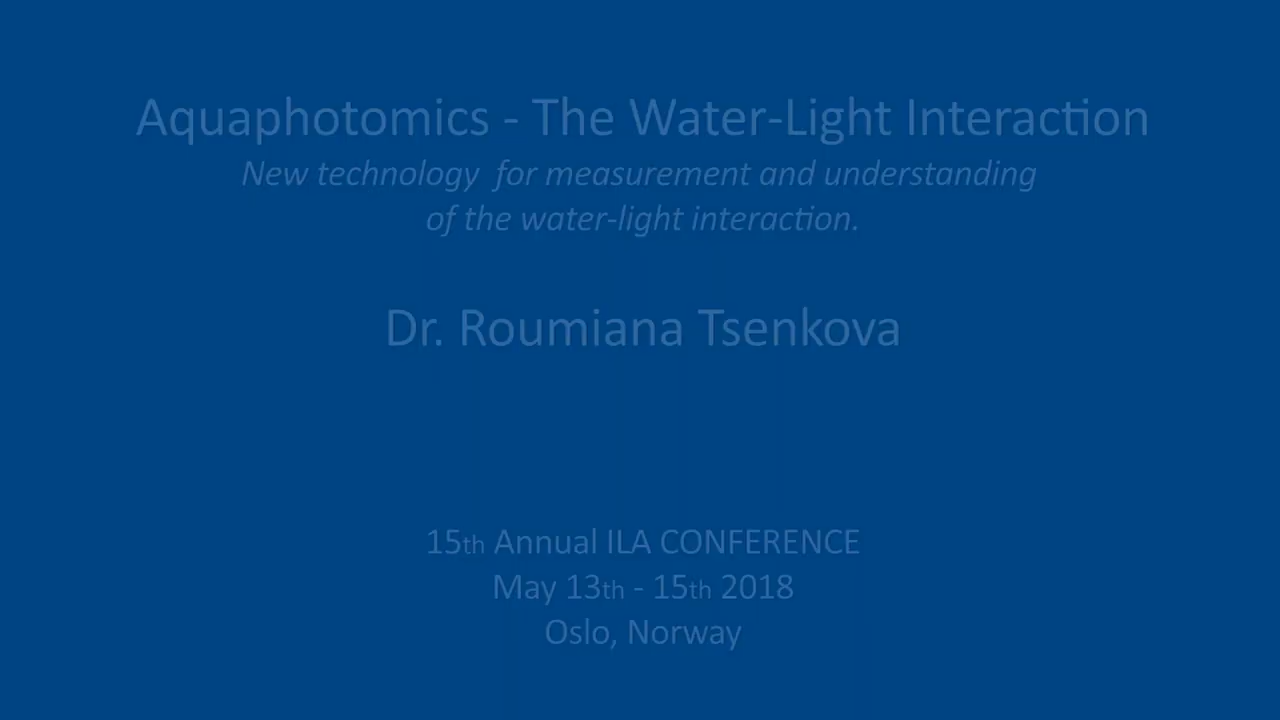 Aquaphotomics - The Water-Light Interaction
New technology for measurement and understanding
of the water-light interaction.
Dr. Roumiana Tsenkova
15th Annual ILA CONFERENCE
May 13th - 15th 2018
Oslo, Norway